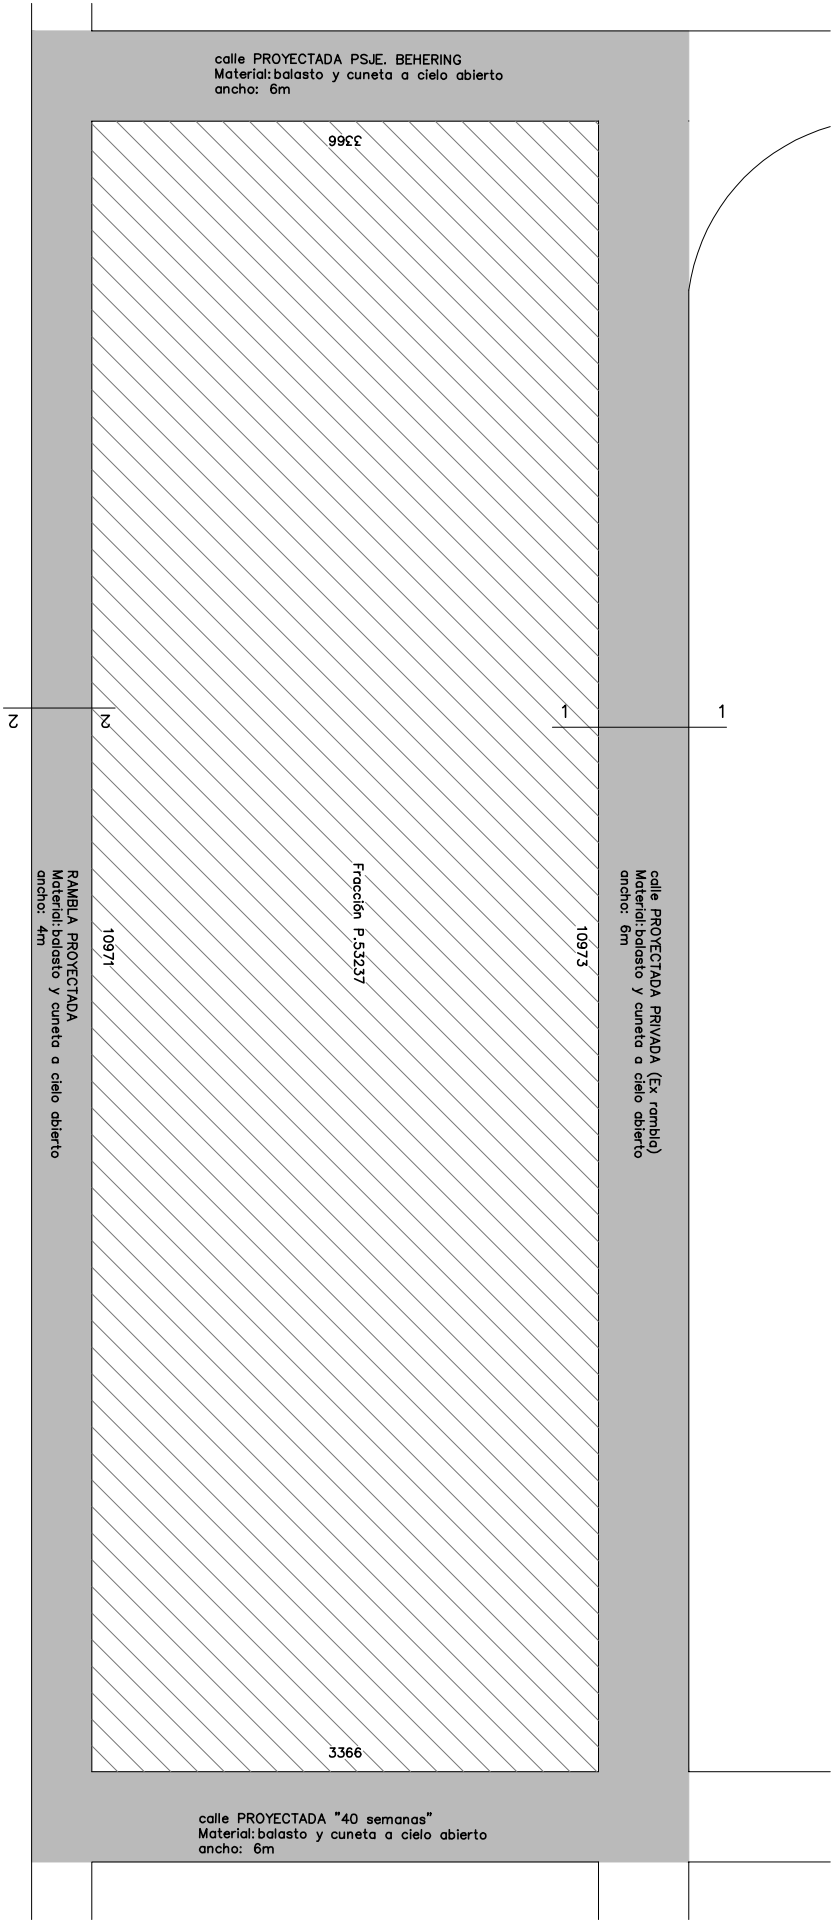 calle PROYECTADA PSJE. BEHERING
Material: balasto y cuneta a cielo abierto
ancho: 6m
3366
2
2
1
1
RAMBLA PROYECTADA
Material: balasto y cuneta a cielo abierto
ancho: 4m
10971
Fracción P.53237
10973
calle PROYECTADA PRIVADA (Ex rambla)
Material: balasto y cuneta a cielo abierto
ancho: 6m
3366
calle PROYECTADA "40 semanas"
Material: balasto y cuneta a cielo abierto
ancho: 6m